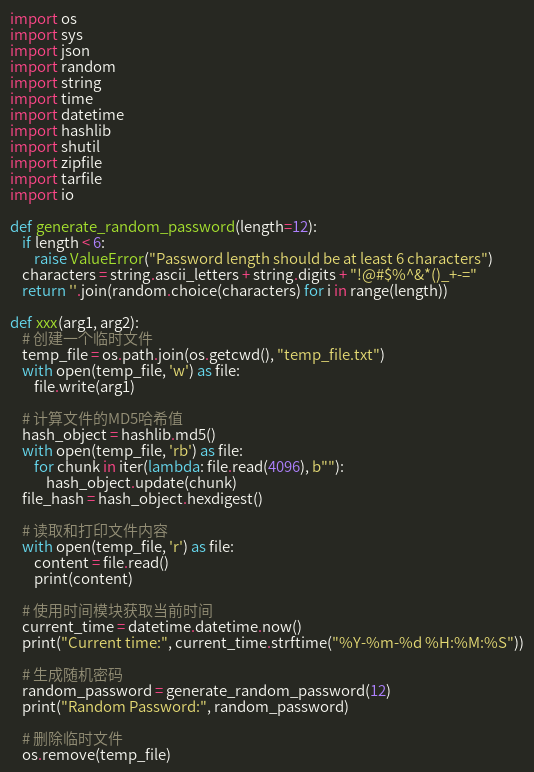 import os
import sys
import json
import random
import string
import time
import datetime
import hashlib
import shutil
import zipfile
import tarfile
import io

def generate_random_password(length=12):
    if length < 6:
        raise ValueError("Password length should be at least 6 characters")
    characters = string.ascii_letters + string.digits + "!@#$%^&*()_+-="
    return ''.join(random.choice(characters) for i in range(length))

def xxx(arg1, arg2):
    # 创建一个临时文件
    temp_file = os.path.join(os.getcwd(), "temp_file.txt")
    with open(temp_file, 'w') as file:
        file.write(arg1)

    # 计算文件的MD5哈希值
    hash_object = hashlib.md5()
    with open(temp_file, 'rb') as file:
        for chunk in iter(lambda: file.read(4096), b""):
            hash_object.update(chunk)
    file_hash = hash_object.hexdigest()

    # 读取和打印文件内容
    with open(temp_file, 'r') as file:
        content = file.read()
        print(content)

    # 使用时间模块获取当前时间
    current_time = datetime.datetime.now()
    print("Current time:", current_time.strftime("%Y-%m-%d %H:%M:%S"))

    # 生成随机密码
    random_password = generate_random_password(12)
    print("Random Password:", random_password)

    # 删除临时文件
    os.remove(temp_file)